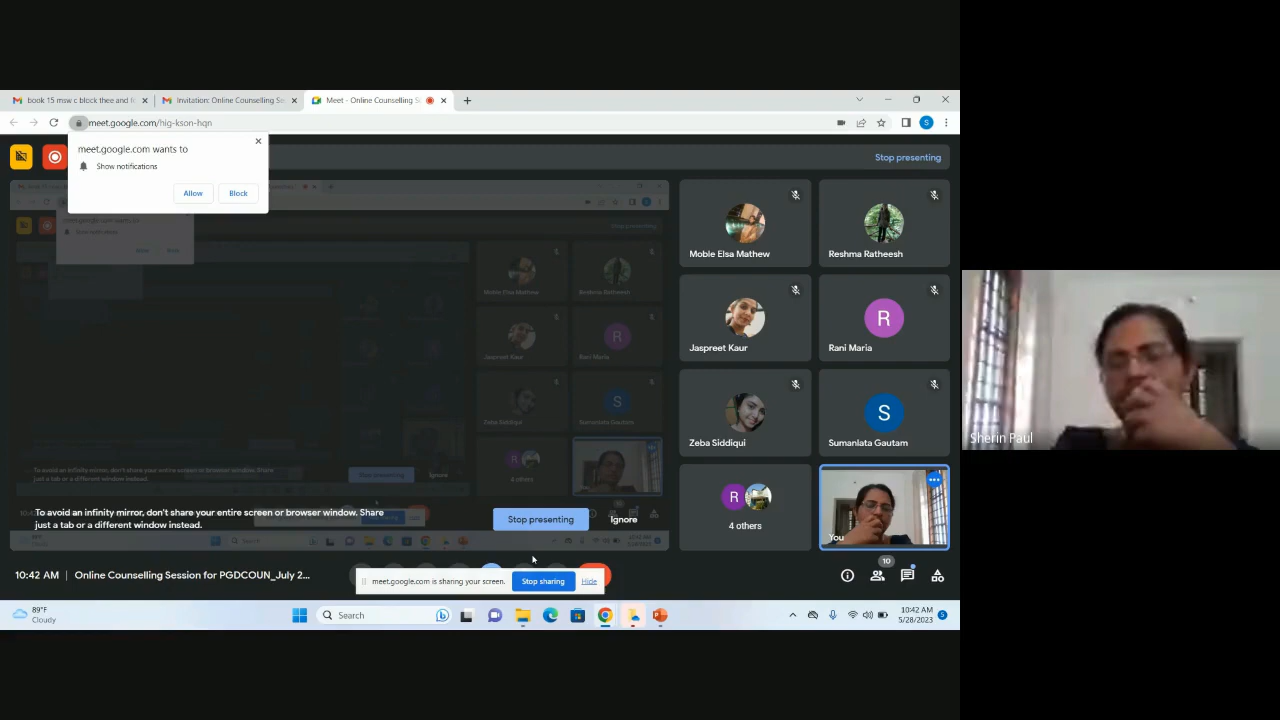 book 15 msw c block thee and fe
Invitation: Online Counselling Se
Meet - Online Counselling S
meet.google.com/hig-kson-hqn
meet.google.com wants to
Show notifications
Allow
Block
Stop presenting
Mobie Elsa Mathew
Reshma Ratheesh
Jaspreet Kaur
R
Rani Maria
Zeba Siddiqui
S
Sumanlata Gautam
R
4 others
You
To avoid an infinity mirror, don't share your entire screen or browser window. Share
just a tab or a different window instead.
Stop presenting
Ignore
10:42 AM | Online Counselling Session for PGDCOUN_July 2...
meet.google.com is sharing your screen.
Stop sharing
Hide
10
89°F
Cloudy
Search
10:42 AM
5/28/2023
Sherin Paul